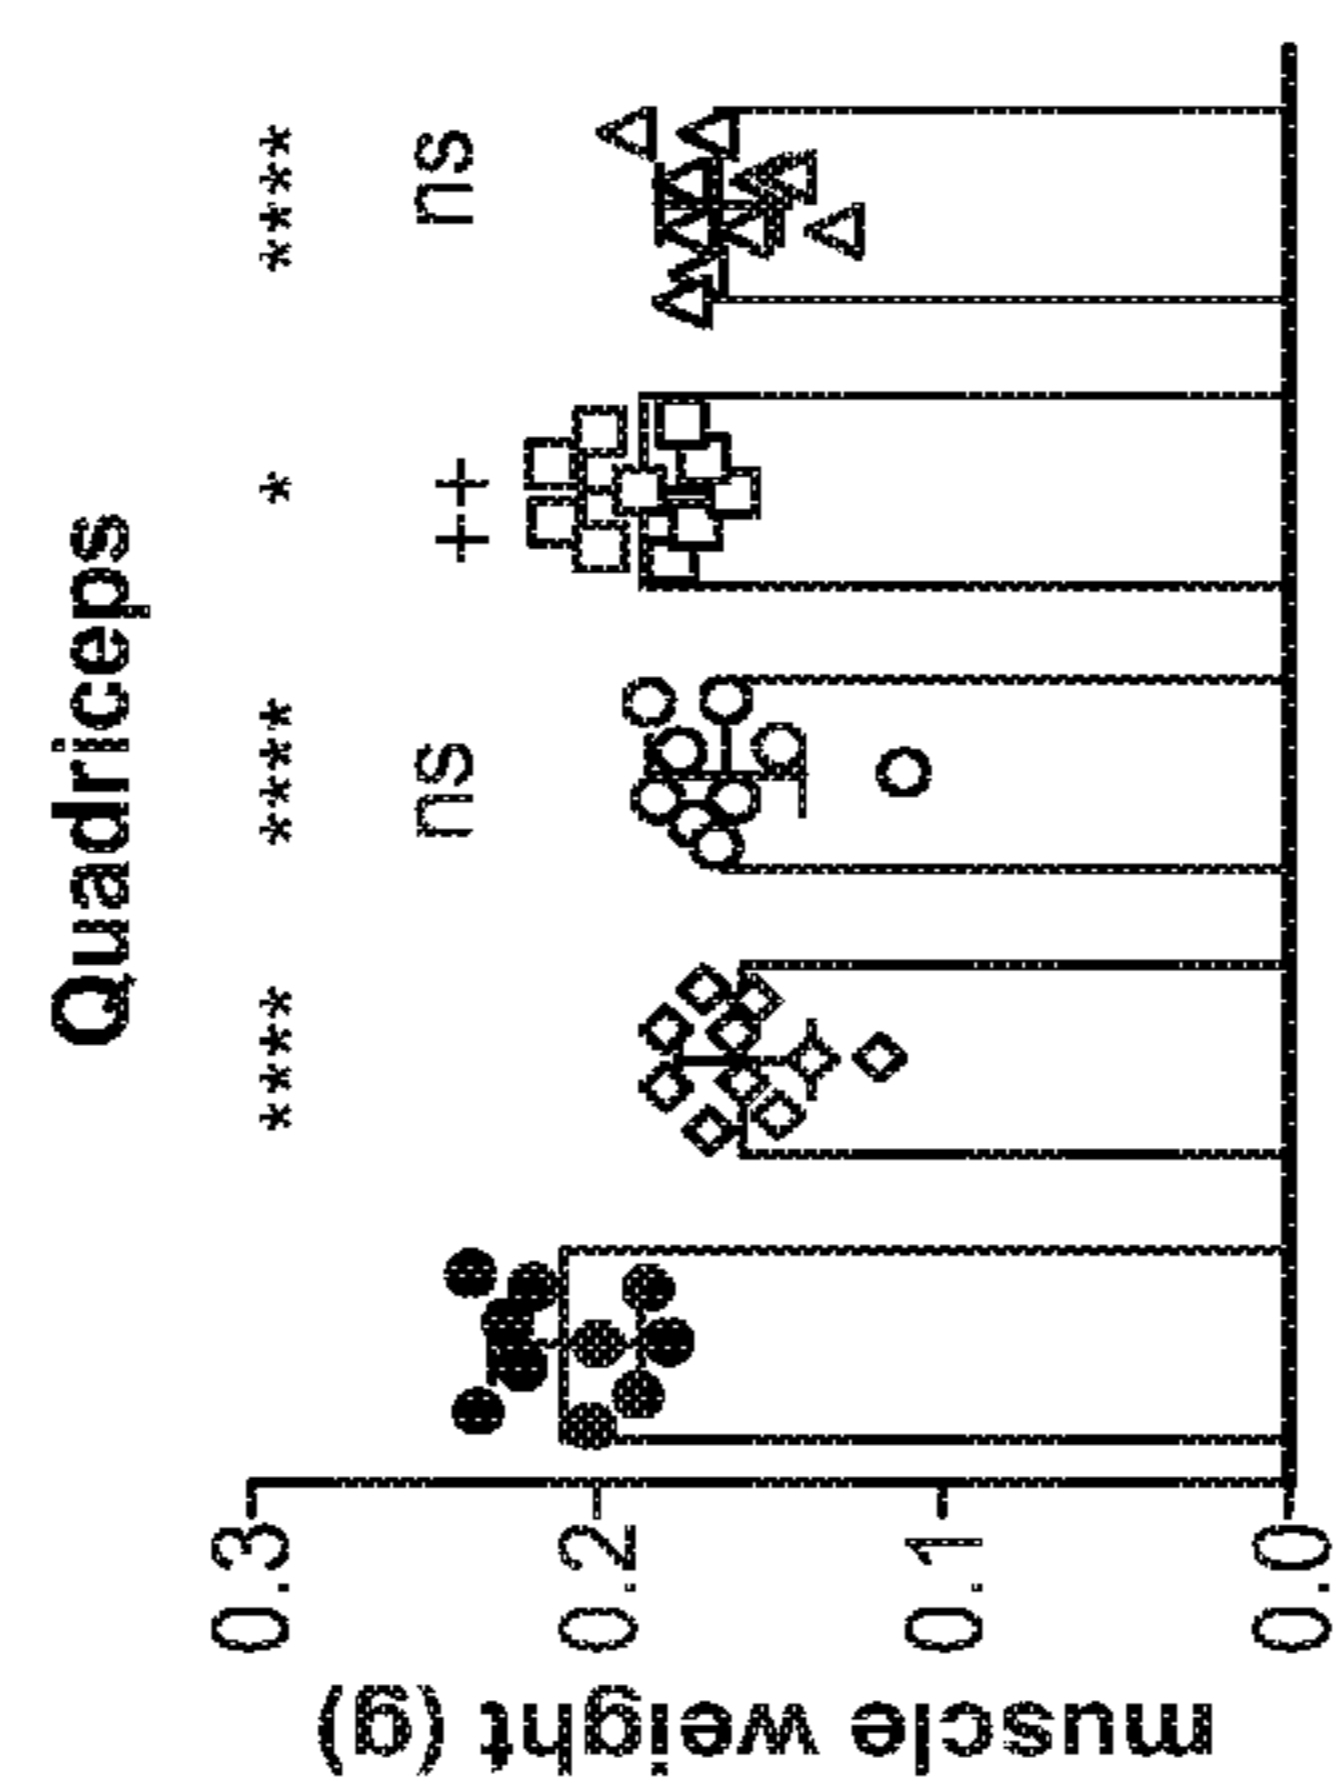 Quadriceps
**** **** * ****
ns ++ ns
0.3
0.2
0.1
0.0
muscle weight (g)